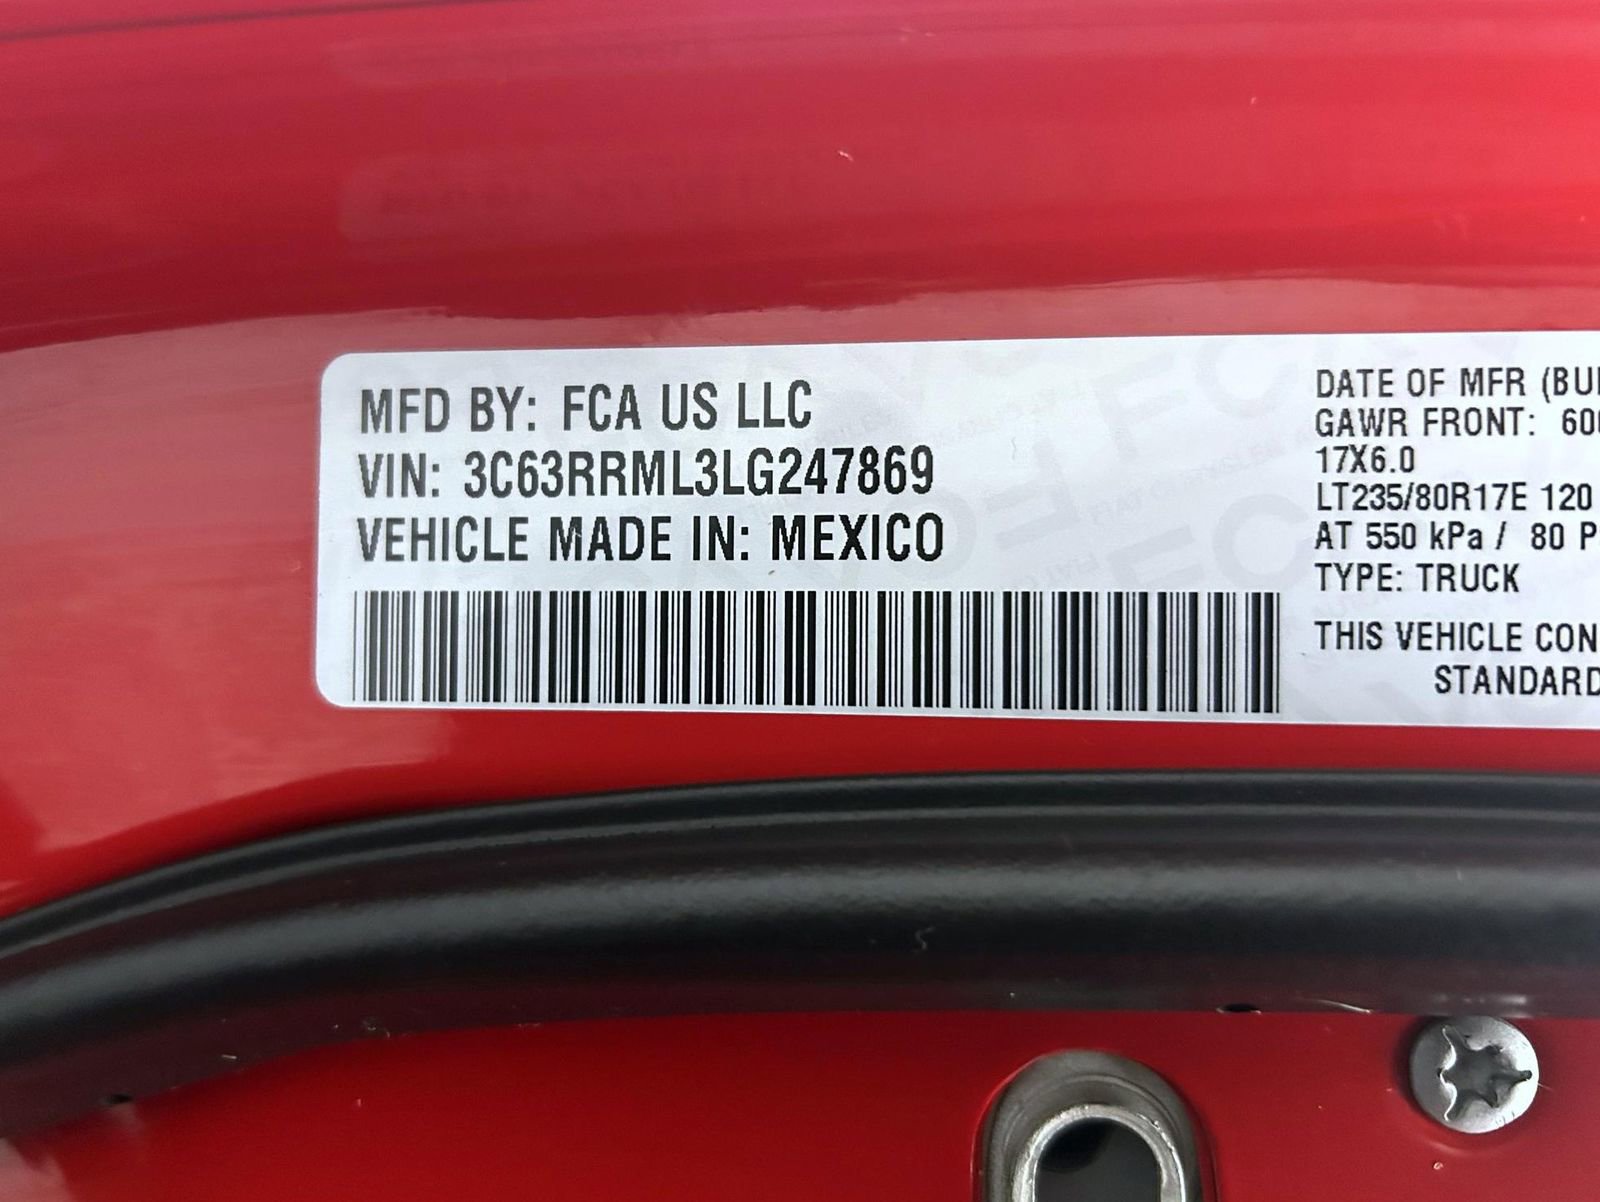 MFD BY: FCA US LLC
VIN: 3C63RRML3LG247869
VEHICLE MADE IN: MEXICO
DATE OF MFR
GAWR FRONT:
17X6.0
LT235/80R17E 120
AT 550 kPa / 80
TYPE: TRUCK
THIS VEHICLE
STANDARD